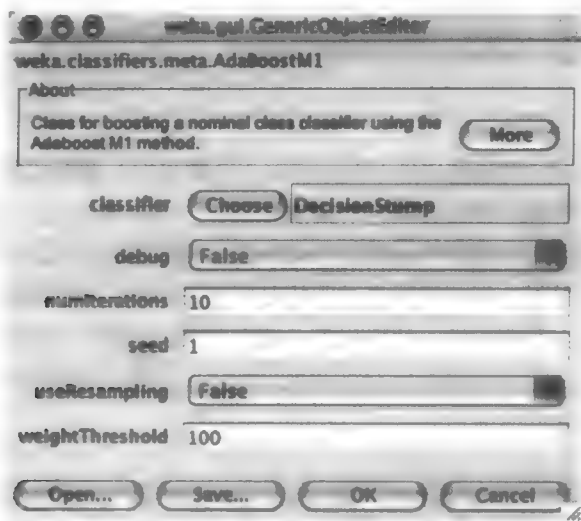 weka.gui.GenericObjectEditor
weka.classifiers.meta.AdaBoostM1
About
Class for boosting a nominal class classifier using the
Adaboost M1 method.
More
classifier Choose DecisionStump
debug False
numIterations 10
seed 1
useResampling False
weightThreshold 100
Open... Save... OK Cancel